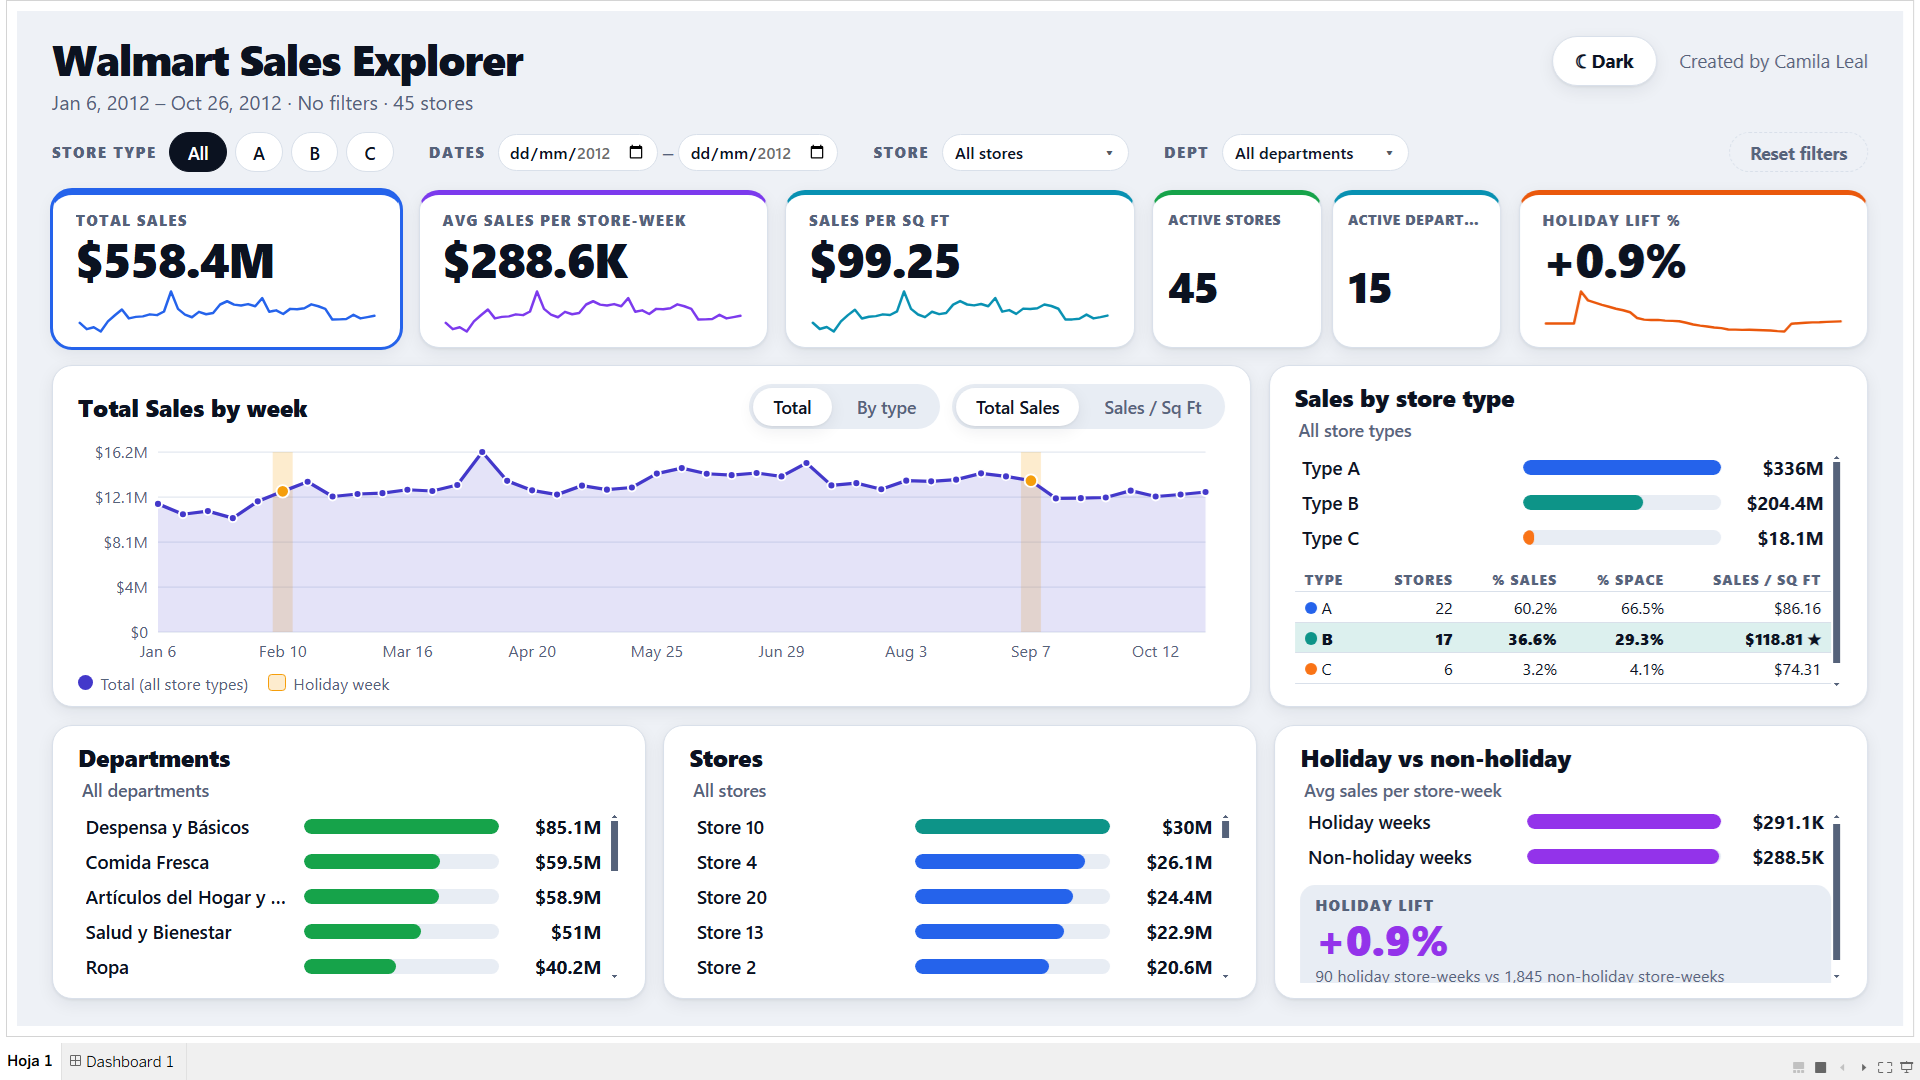 Walmart Sales Explorer
☾ Dark
Created by Camila Leal
Jan 6, 2012 – Oct 26, 2012 · No filters · 45 stores
STORE TYPE All A B C DATES dd/mm/2012 – dd/mm/2012 STORE All stores DEPT All departments Reset filters
TOTAL SALES
$558.4M
AVG SALES PER STORE-WEEK
$288.6K
SALES PER SQ FT
$99.25
ACTIVE STORES
45
ACTIVE DEPART...
15
HOLIDAY LIFT %
+0.9%
Total Sales by week
Total By type
Total Sales Sales / Sq Ft
$16.2M
$12.1M
$8.1M
$4M
$0
Jan 6 Feb 10 Mar 16 Apr 20 May 25 Jun 29 Aug 3 Sep 7 Oct 12
Total (all store types) Holiday week
Sales by store type
All store types
Type A $336M
Type B $204.4M
Type C $18.1M
TYPE STORES % SALES % SPACE SALES / SQ FT
A 22 60.2% 66.5% $86.16
B 17 36.6% 29.3% $118.81 ★
C 6 3.2% 4.1% $74.31
Departments
All departments
Despensa y Básicos $85.1M
Comida Fresca $59.5M
Artículos del Hogar y ... $58.9M
Salud y Bienestar $51M
Ropa $40.2M
Stores
All stores
Store 10 $30M
Store 4 $26.1M
Store 20 $24.4M
Store 13 $22.9M
Store 2 $20.6M
Holiday vs non-holiday
Avg sales per store-week
Holiday weeks $291.1K
Non-holiday weeks $288.5K
HOLIDAY LIFT
+0.9%
90 holiday store-weeks vs 1,845 non-holiday store-weeks
Hoja 1 Dashboard 1